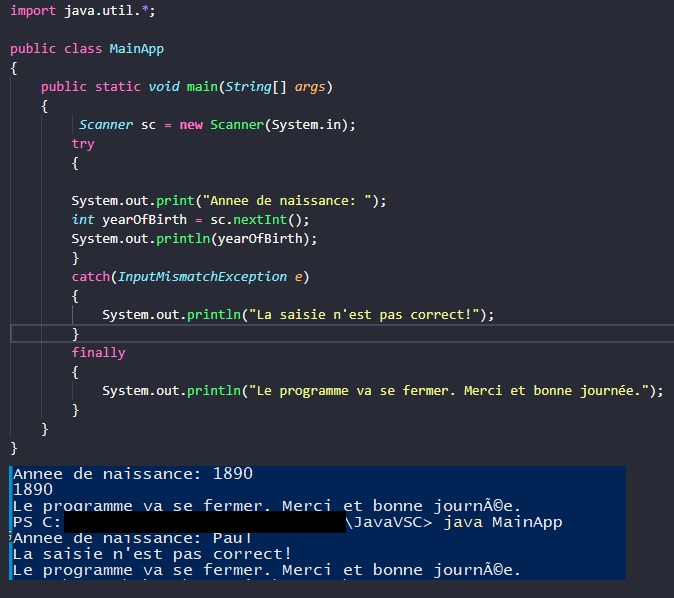 import java.util.*;
public class MainApp
{
public static void main(String[] args)
{
Scanner sc = new Scanner(System.in);
try
{
System.out.print("Annee de naissance: ");
int yearOfBirth = sc.nextInt();
System.out.println(yearOfBirth);
}
catch(InputMismatchException e)
{
System.out.println("La saisie n'est pas correct!");
}
finally
{
System.out.println("Le programme va se fermer. Merci et bonne journée.");
}
}
}
Annee de naissance: 1890
1890
Le programme va se fermer. Merci et bonne journÃ©e.
PS C:\JavaVSC> java MainApp
Annee de naissance: Paul
La saisie n'est pas correct!
Le programme va se fermer. Merci et bonne journÃ©e.